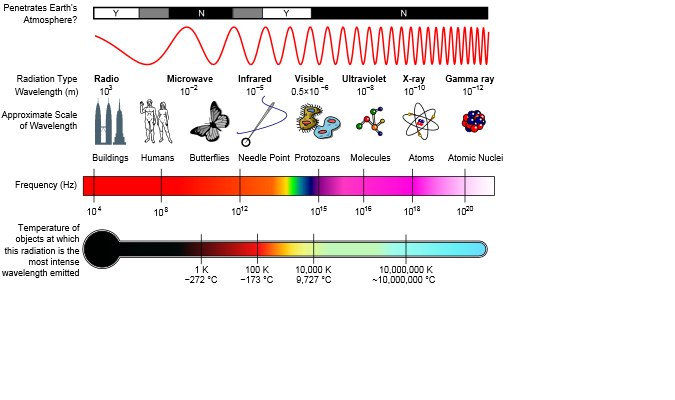 Penetrates Earth's
Atmosphere?
Y N Y N
Radiation Type Radio Microwave Infrared Visible Ultraviolet X-ray Gamma ray
Wavelength (m) 10³ 10⁻² 10⁻⁵ 0.5×10⁻⁶ 10⁻⁸ 10⁻¹⁰ 10⁻¹²
Approximate Scale
of Wavelength
Buildings Humans Butterflies Needle Point Protozoans Molecules Atoms Atomic Nuclei
Frequency (Hz)
10⁴ 10⁸ 10¹² 10¹⁵ 10¹⁶ 10¹⁸ 10²⁰
Temperature of
objects at which
this radiation is the
most intense
wavelength emitted
1 K 100 K 10,000 K 10,000,000 K
−272 °C −173 °C 9,727 °C ~10,000,000 °C